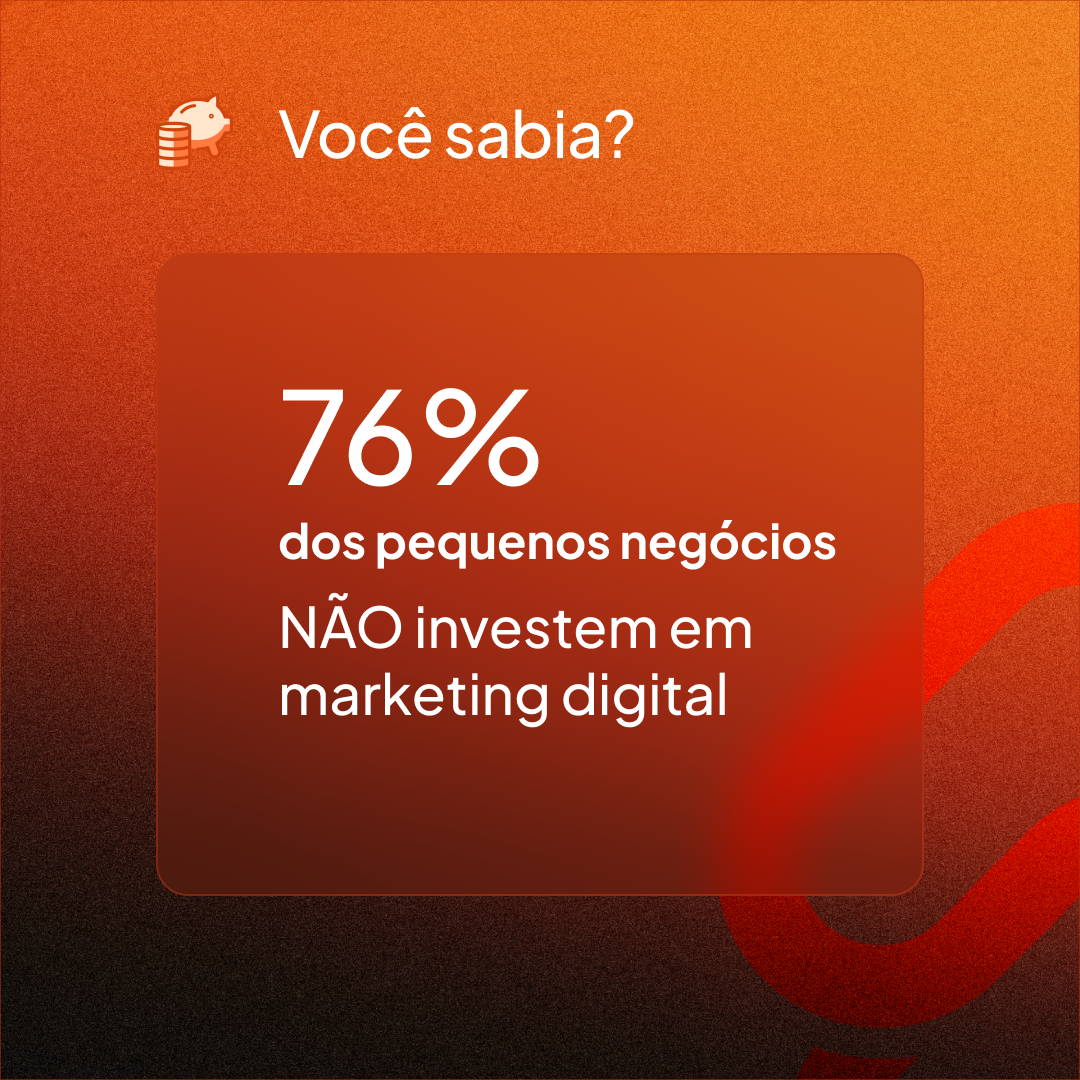 Você sabia?
76%
dos pequenos negócios
NÃO investem em
marketing digital